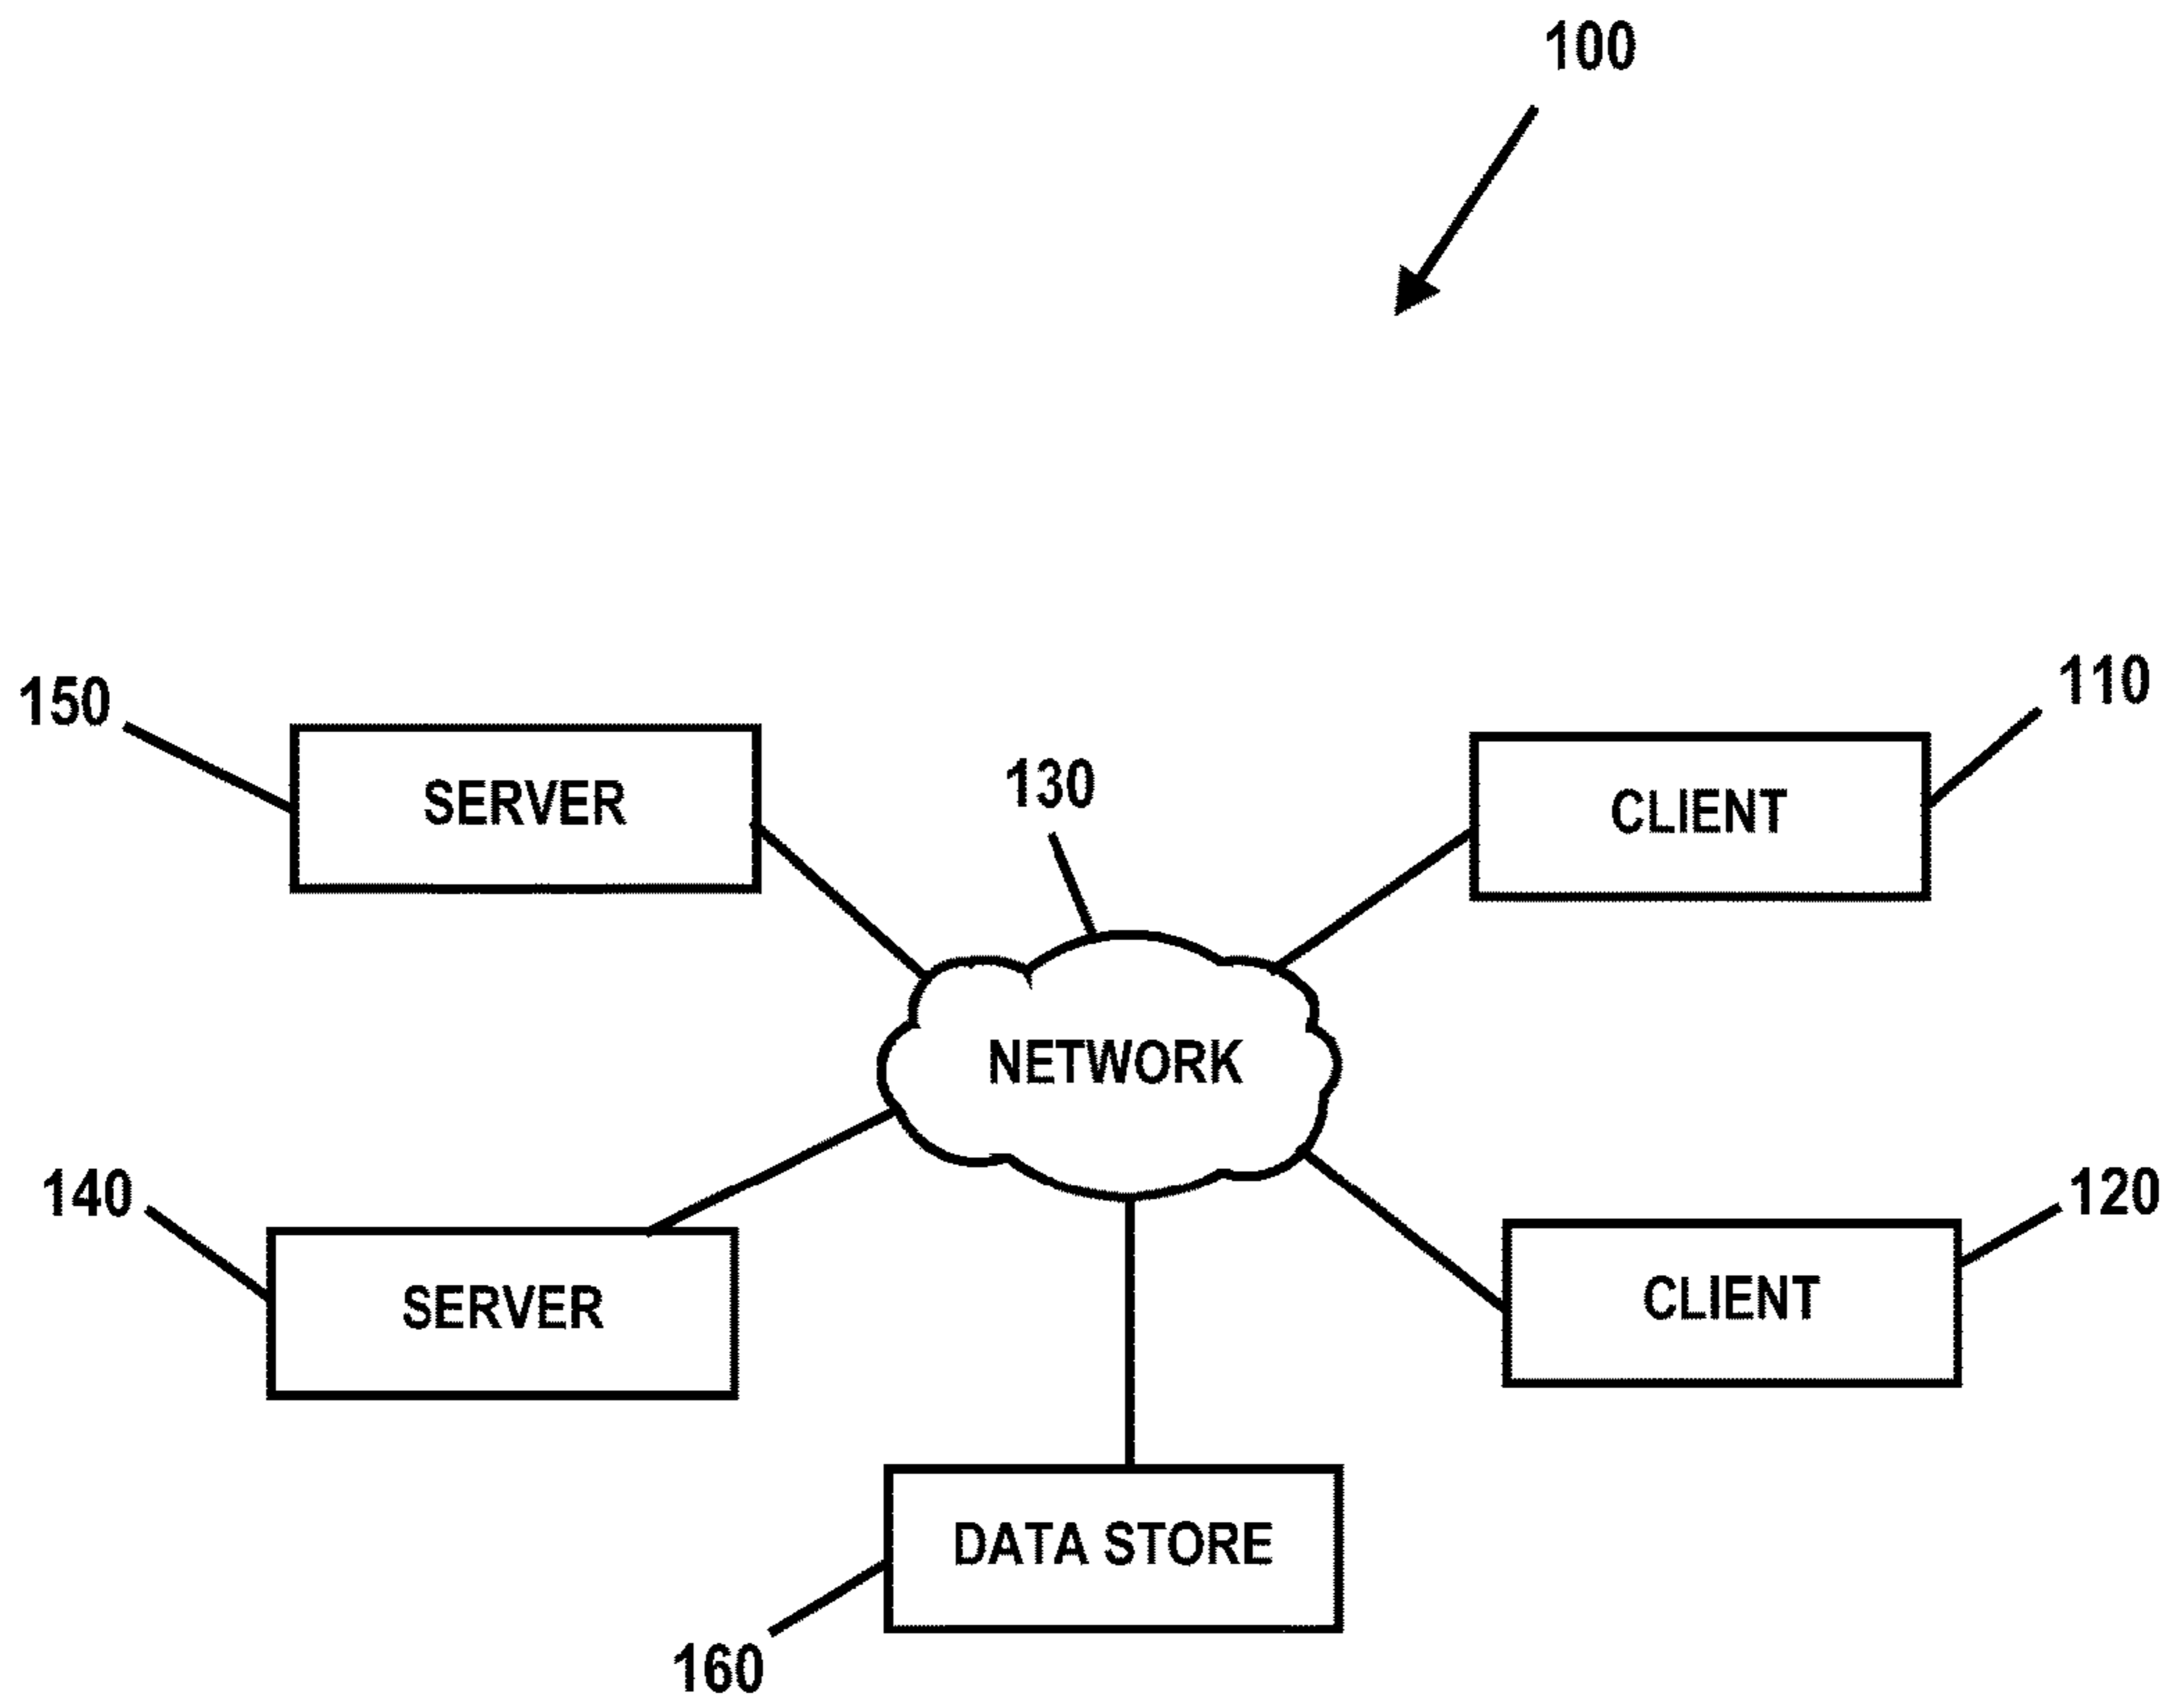 100
150
110
SERVER
130
CLIENT
NETWORK
140
120
SERVER
CLIENT
DATA STORE
160